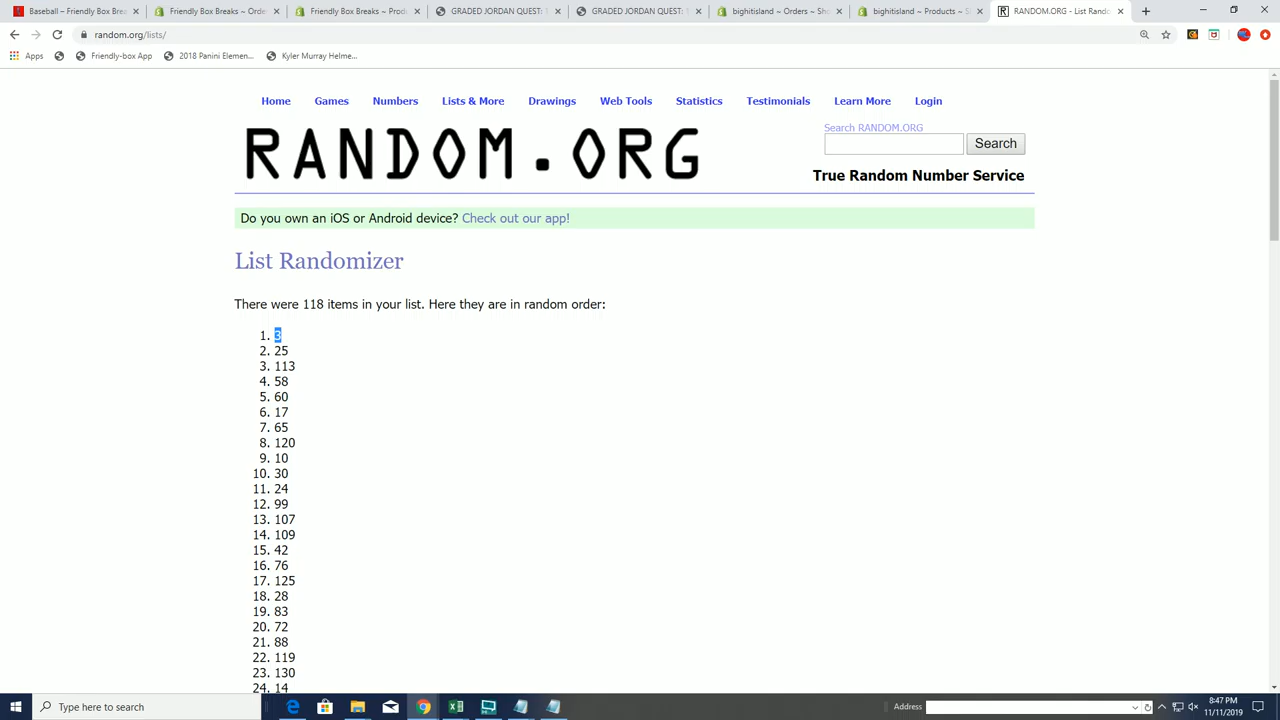 Baseball – Friendly Box Brea
Friendly Box Breaks – Produ
Friendly Box Breaks ~ Produ
GRADED JORDAN QUEST:
GRADED JORDAN QUEST:
bighitisland ~ Orders ~ Sho
bighitisland ~ Products ~ S
RANDOM.ORG - List Rando
random.org/lists/
Apps
Friendly-box App
2018 Panini Elemen...
Kyler Murray Helme...
Home
Games
Numbers
Lists & More
Drawings
Web Tools
Statistics
Testimonials
Learn More
Login
RANDOM.ORG
Search RANDOM.ORG
Search
True Random Number Service
Do you own an iOS or Android device? Check out our app!
List Randomizer
There were 118 items in your list. Here they are in random order:
1. 3
2. 25
3. 113
4. 58
5. 60
6. 17
7. 65
8. 120
9. 10
10. 30
11. 24
12. 99
13. 107
14. 109
15. 42
16. 76
17. 125
18. 28
19. 83
20. 72
21. 88
22. 119
23. 130
24. 14
Type here to search
Address
8:47 PM
11/11/2019